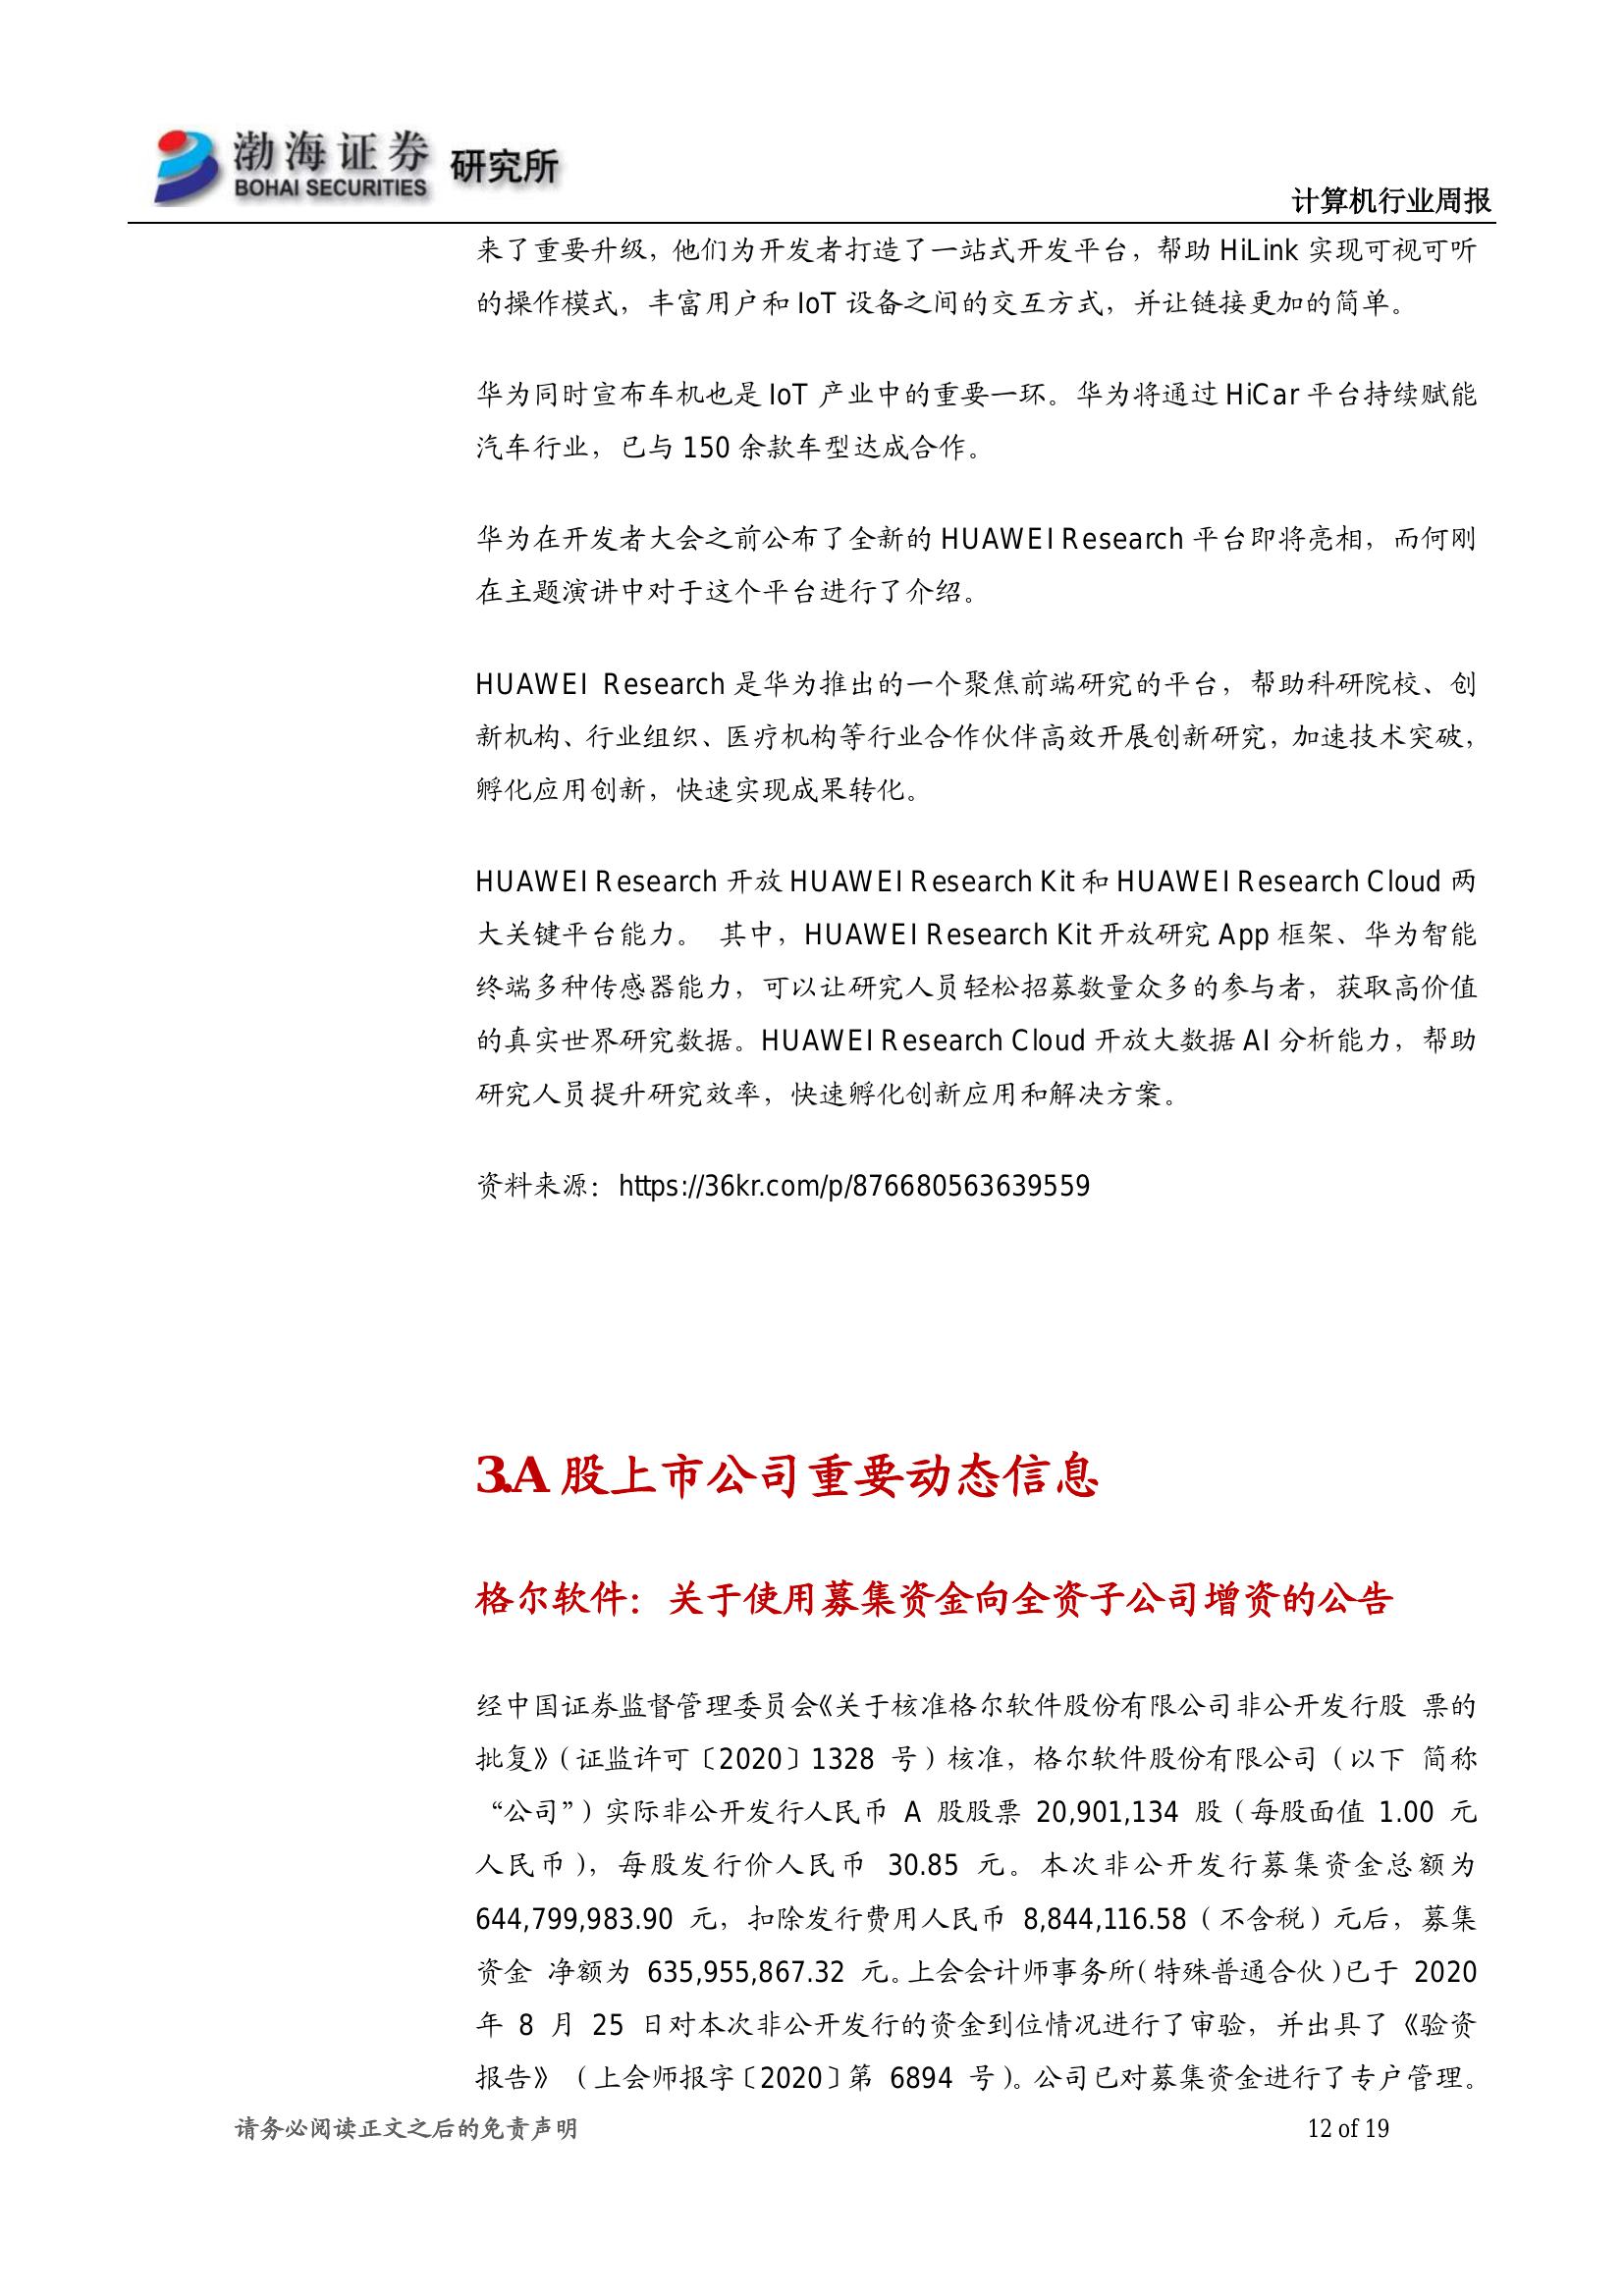 渤海证券 研究所
BOHAI SECURITIES
计算机行业周报
来了重要升级，他们为开发者打造了一站式开发平台，帮助 HiLink 实现可视可听
的操作模式，丰富用户和 IoT 设备之间的交互方式，并让链接更加的简单。
华为同时宣布车机也是 IoT 产业中的重要一环。华为将通过 HiCar 平台持续赋能
汽车行业，已与 150 余款车型达成合作。
华为在开发者大会之前公布了全新的 HUAWEI Research 平台即将亮相，而何刚
在主题演讲中对于这个平台进行了介绍。
HUAWEI Research 是华为推出的一个聚焦前端研究的平台，帮助科研院校、创
新机构、行业组织、医疗机构等行业合作伙伴高效开展创新研究，加速技术突破，
孵化应用创新，快速实现成果转化。
HUAWEI Research 开放 HUAWEI Research Kit 和 HUAWEI Research Cloud 两
大关键平台能力。 其中，HUAWEI Research Kit 开放研究 App 框架、华为智能
终端多种传感器能力，可以让研究人员轻松招募数量众多的参与者，获取高价值
的真实世界研究数据。HUAWEI Research Cloud 开放大数据 AI 分析能力，帮助
研究人员提升研究效率，快速孵化创新应用和解决方案。
资料来源：https://36kr.com/p/876680563639559
3.A 股上市公司重要动态信息
格尔软件：关于使用募集资金向全资子公司增资的公告
经中国证券监督管理委员会《关于核准格尔软件股份有限公司非公开发行股 票的
批复》（证监许可〔2020〕1328 号）核准，格尔软件股份有限公司（以下 简称
“公司”）实际非公开发行人民币 A 股股票 20,901,134 股（每股面值 1.00 元
人民币），每股发行价人民币 30.85 元。本次非公开发行募集资金总额为
644,799,983.90 元，扣除发行费用人民币 8,844,116.58（不含税）元后，募集
资金 净额为 635,955,867.32 元。上会会计师事务所（特殊普通合伙）已于 2020
年 8 月 25 日对本次非公开发行的资金到位情况进行了审验，并出具了《验资
报告》（上会师报字〔2020〕第 6894 号）。公司已对募集资金进行了专户管理。
请务必阅读正文之后的免责声明
12 of 19